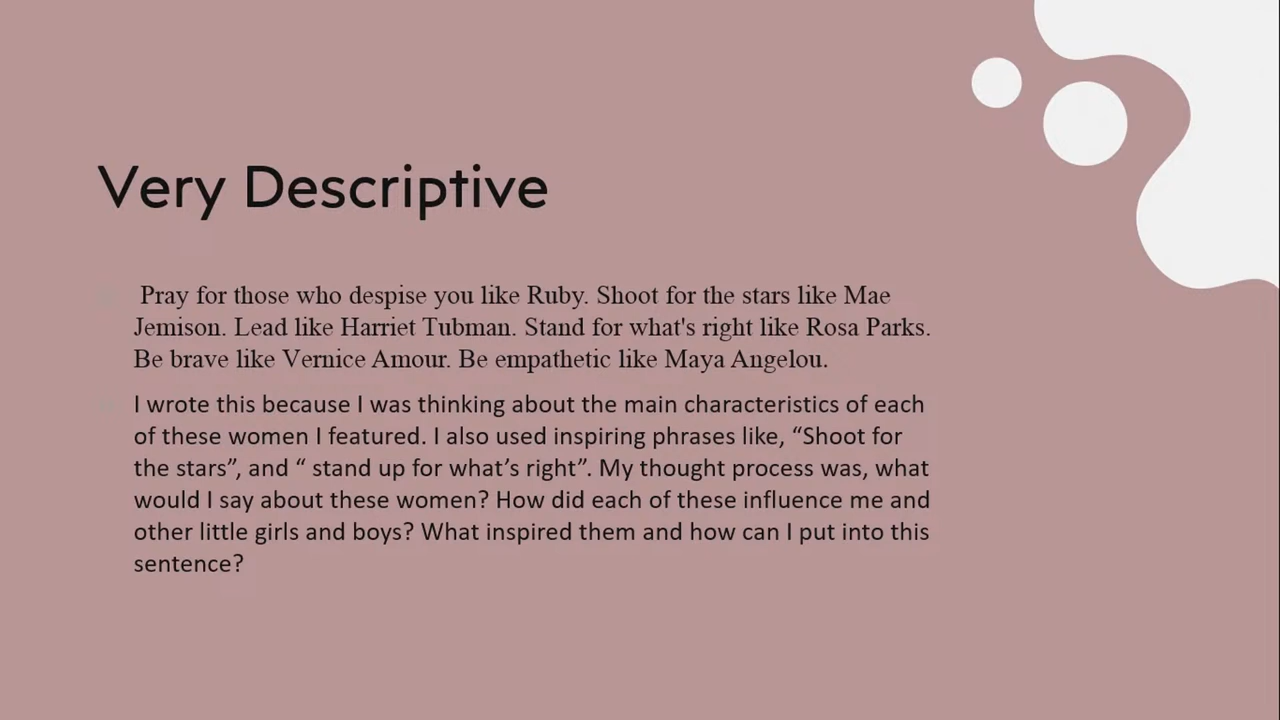 Very Descriptive
Pray for those who despise you like Ruby. Shoot for the stars like Mae
Jemison. Lead like Harriet Tubman. Stand for what's right like Rosa Parks.
Be brave like Vernice Amour. Be empathetic like Maya Angelou.
I wrote this because I was thinking about the main characteristics of each
of these women I featured. I also used inspiring phrases like, “Shoot for
the stars”, and “ stand up for what’s right”. My thought process was, what
would I say about these women? How did each of these influence me and
other little girls and boys? What inspired them and how can I put into this
sentence?